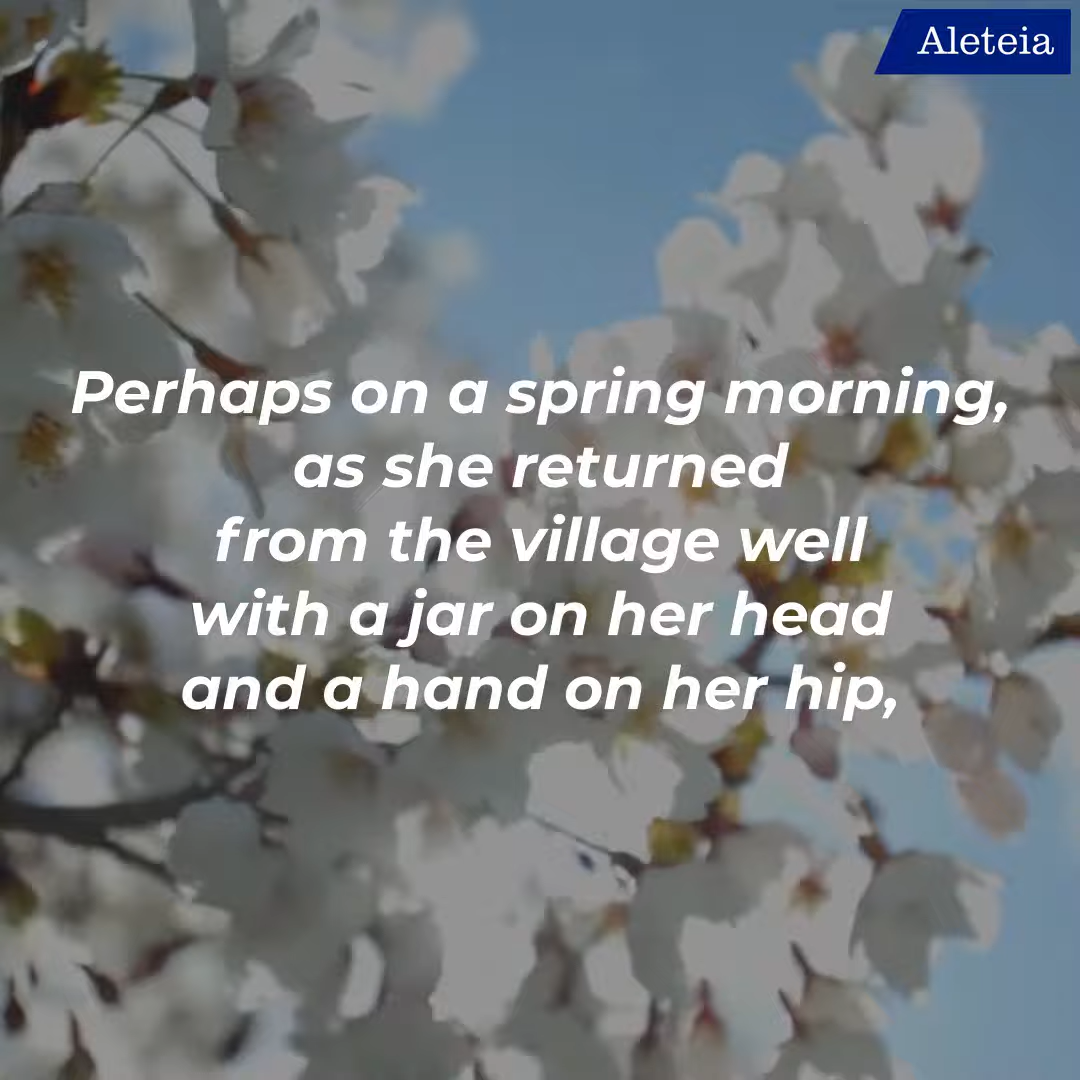 Aleteia
Perhaps on a spring morning,
as she returned
from the village well
with a jar on her head
and a hand on her hip,